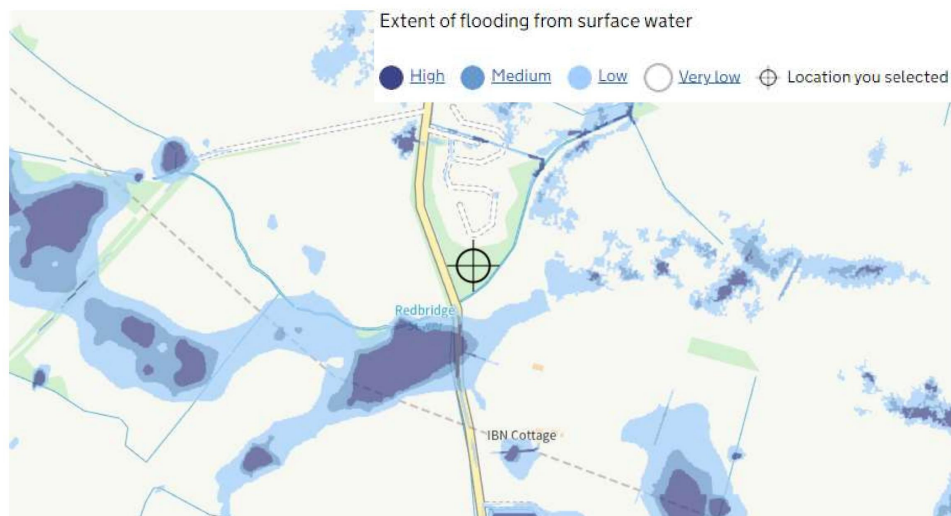 Extent of flooding from surface water
High Medium Low Very low Location you selected
Redbridge
IBN Cottage